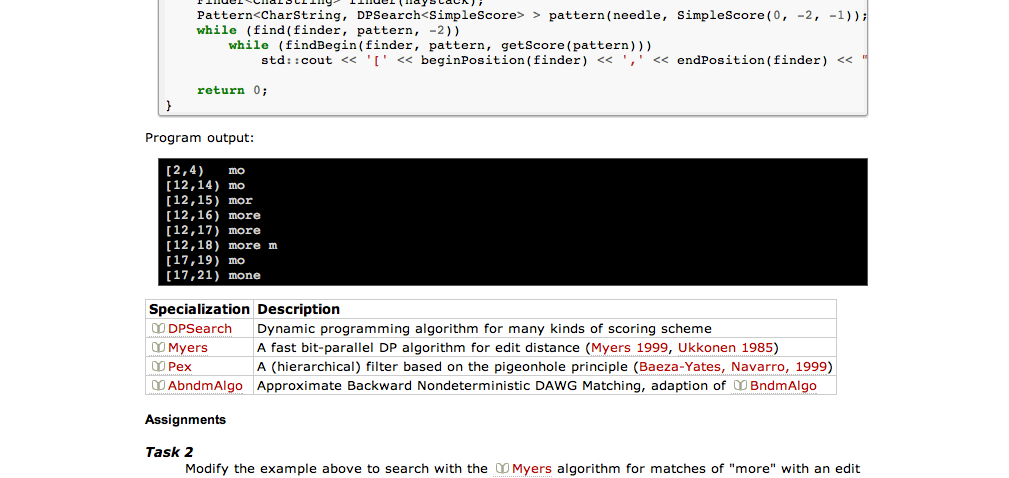 Pattern<CharString, DPSearch<SimpleScore> > pattern(needle, SimpleScore(0, -2, -1));
while (find(finder, pattern, -2))
while (findBegin(finder, pattern, getScore(pattern)))
std::cout << '[' << beginPosition(finder) << ',' << endPosition(finder) << "
return 0;
}
Program output:
[2,4)   mo
[12,14) mo
[12,15) mor
[12,16) more
[12,17) more
[12,18) more m
[17,19) mo
[17,21) mone
Specialization Description
DPSearch Dynamic programming algorithm for many kinds of scoring scheme
Myers A fast bit-parallel DP algorithm for edit distance (Myers 1999, Ukkonen 1985)
Pex A (hierarchical) filter based on the pigeonhole principle (Baeza-Yates, Navarro, 1999)
AbndmAlgo Approximate Backward Nondeterministic DAWG Matching, adaption of BndmAlgo
Assignments
Task 2
Modify the example above to search with the Myers algorithm for matches of "more" with an edit